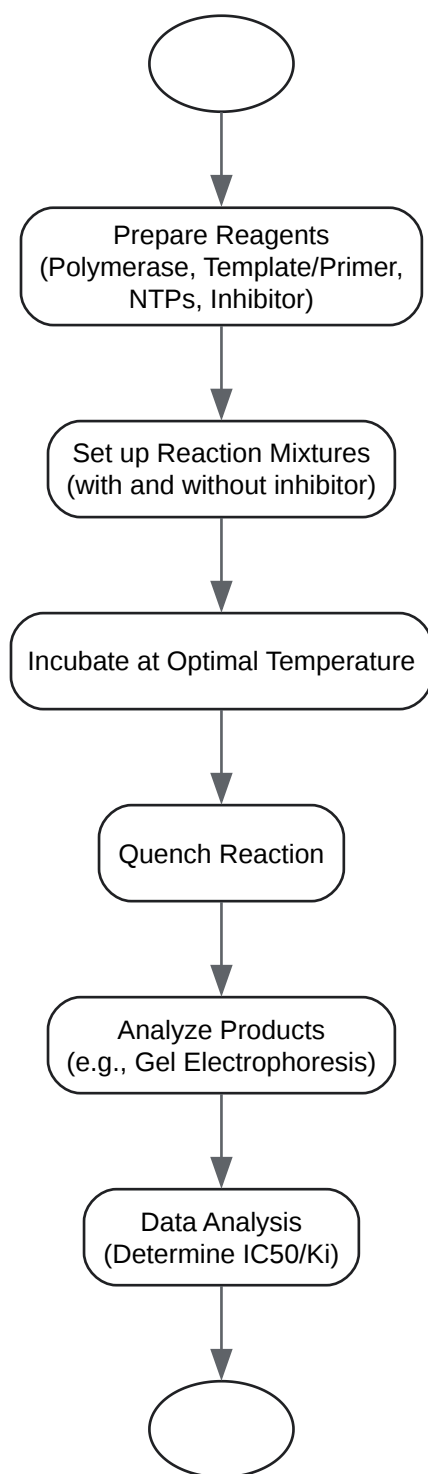 Prepare Reagents
(Polymerase, Template/Primer,
NTPs, Inhibitor)
Set up Reaction Mixtures
(with and without inhibitor)
Incubate at Optimal Temperature
Quench Reaction
Analyze Products
(e.g., Gel Electrophoresis)
Data Analysis
(Determine IC50/Ki)